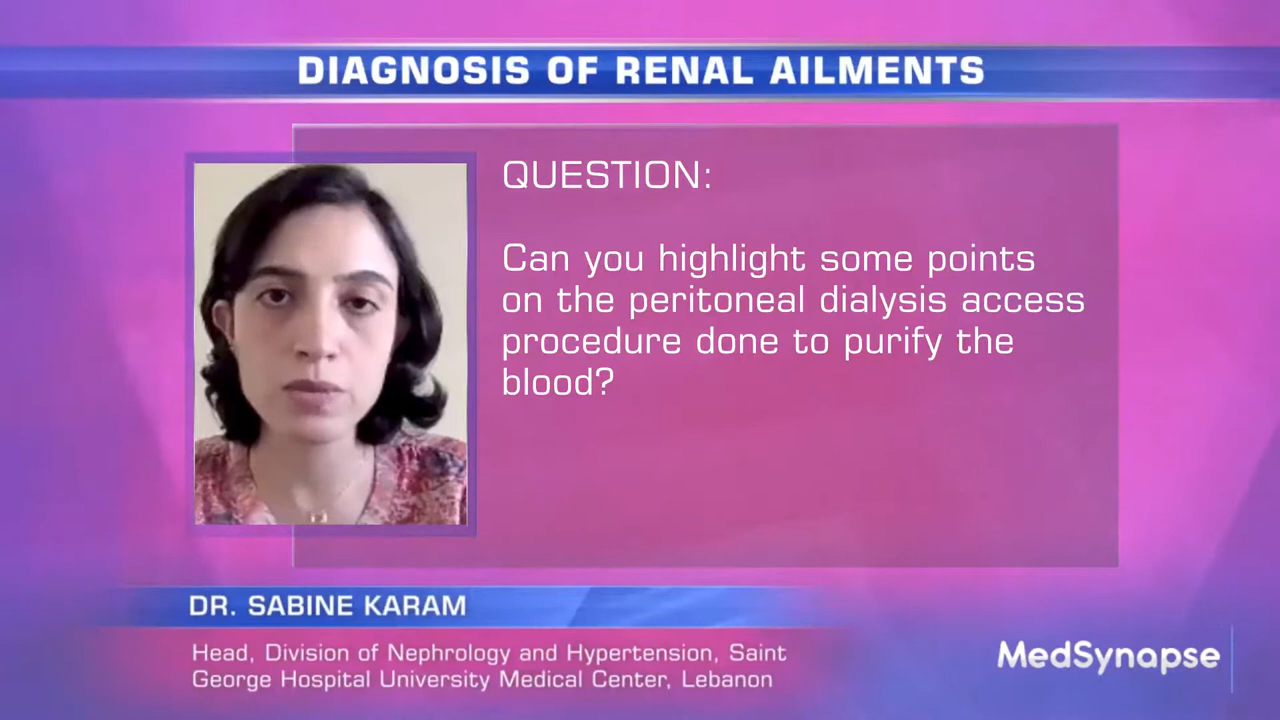 DIAGNOSIS OF RENAL AILMENTS
QUESTION:
Can you highlight some points
on the peritoneal dialysis access
procedure done to purify the
blood?
DR. SABINE KARAM
Head, Division of Nephrology and Hypertension, Saint
George Hospital University Medical Center, Lebanon
MedSynapse